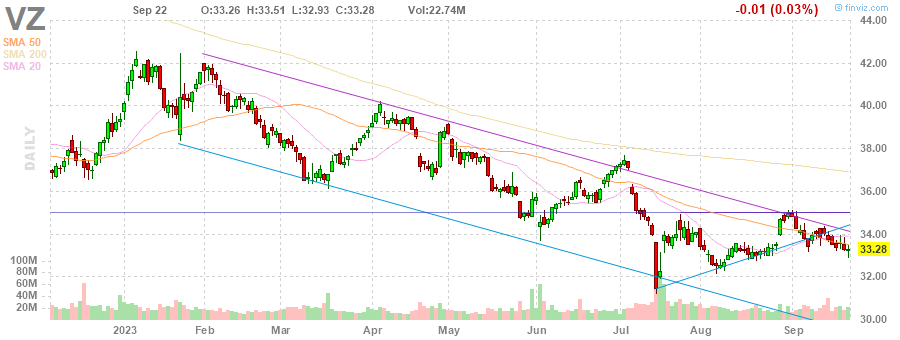 VZ
Sep 22 O:33.26 H:33.51 L:32.93 C:33.28 Vol:22.74M
-0.01 (0.03%)
© finviz.com
SMA 50
SMA 200
SMA 20
DAILY
44.00
42.00
40.00
38.00
36.00
34.00
33.28
32.00
30.00
100M
80M
60M
40M
20M
2023 Feb Mar Apr May Jun Jul Aug Sep